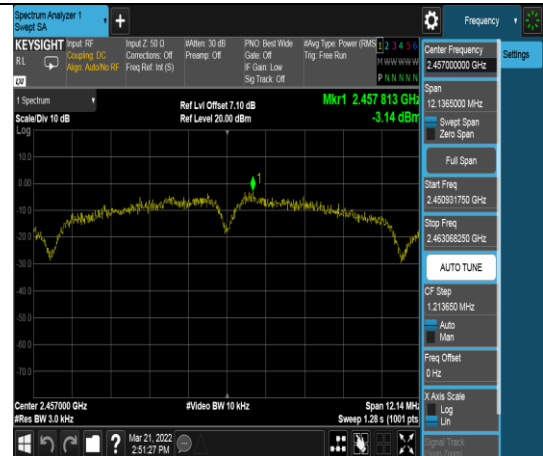 Spectrum Analyzer 1
Swept SA
+
Frequency
KEYSIGHT
RL
LXI
Input: RF
Coupling: DC
Align: Auto/No RF
Input Z: 50 Ω
Corrections: Off
Freq Ref: Int (S)
#Atten: 30 dB
Preamp: Off
PNO: Best Wide
Gate: Off
IF Gain: Low
Sig Track: Off
#Avg Type: Power (RMS
Trig: Free Run
1 2 3 4 5 6
M W W W W W
P N N N N N
1 Spectrum
Scale/Div 10 dB
Ref Lvl Offset 7.10 dB
Ref Level 20.00 dBm
Mkr1 2.457 813 GHz
-3.14 dBm
Log
10.0
0.00
-10.0
-20.0
-30.0
-40.0
-50.0
-60.0
-70.0
1
Center 2.457000 GHz
#Res BW 3.0 kHz
#Video BW 10 kHz
Span 12.14 MHz
Sweep 1.28 s (1001 pts)
Mar 21, 2022
2:51:27 PM
?
Center Frequency
2.457000000 GHz
Span
12.1365000 MHz
Swept Span
Zero Span
Full Span
Start Freq
2.450931750 GHz
Stop Freq
2.463068250 GHz
AUTO TUNE
CF Step
1.213650 MHz
Auto
Man
Freq Offset
0 Hz
X Axis Scale
Log
Lin
Signal Track
(Span Zoom)
Settings